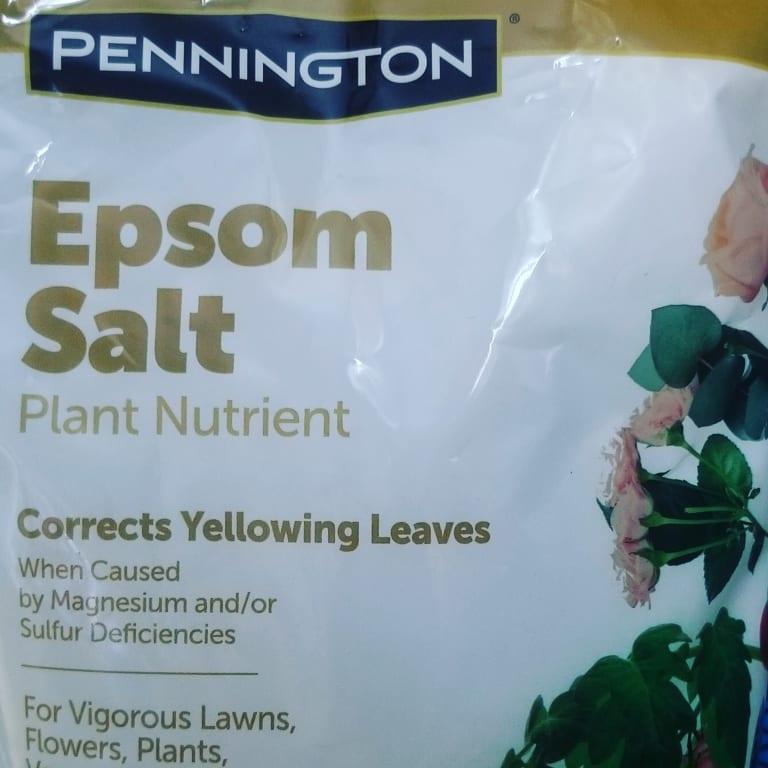 PENNINGTON®
Epsom
Salt
Plant Nutrient
Corrects Yellowing Leaves
When Caused
by Magnesium and/or
Sulfur Deficiencies
For Vigorous Lawns,
Flowers, Plants,